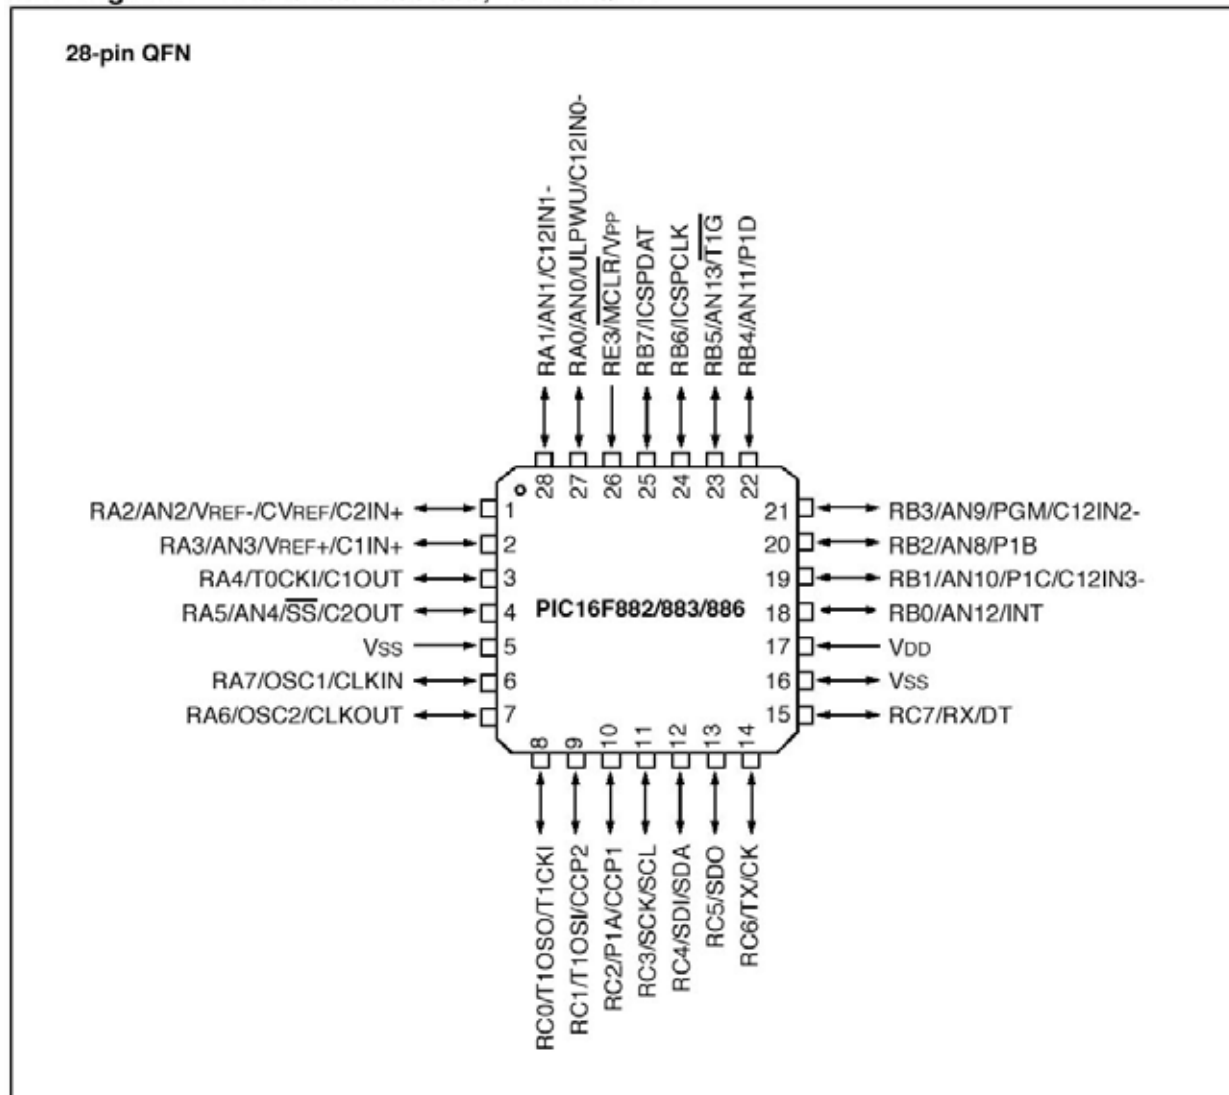 28-pin QFN
RA1/AN1/C12IN1-
RA0/AN0/ULPWU/C12IN0-
RE3/MCLR/VPP
RB7/ICSPDAT
RB6/ICSPCLK
RB5/AN13/T1G
RB4/AN11/P1D
28 27 26 25 24 23 22
RA2/AN2/VREF-/CVREF/C2IN+ 1
RA3/AN3/VREF+/C1IN+ 2
RA4/T0CKI/C1OUT 3
RA5/AN4/SS/C2OUT 4
VSS 5
RA7/OSC1/CLKIN 6
RA6/OSC2/CLKOUT 7
PIC16F882/883/886
21 RB3/AN9/PGM/C12IN2-
20 RB2/AN8/P1B
19 RB1/AN10/P1C/C12IN3-
18 RB0/AN12/INT
17 VDD
16 VSS
15 RC7/RX/DT
8 9 10 11 12 13 14
RC0/T1OSO/T1CKI
RC1/T1OSI/CCP2
RC2/P1A/CCP1
RC3/SCK/SCL
RC4/SDI/SDA
RC5/SDO
RC6/TX/CK